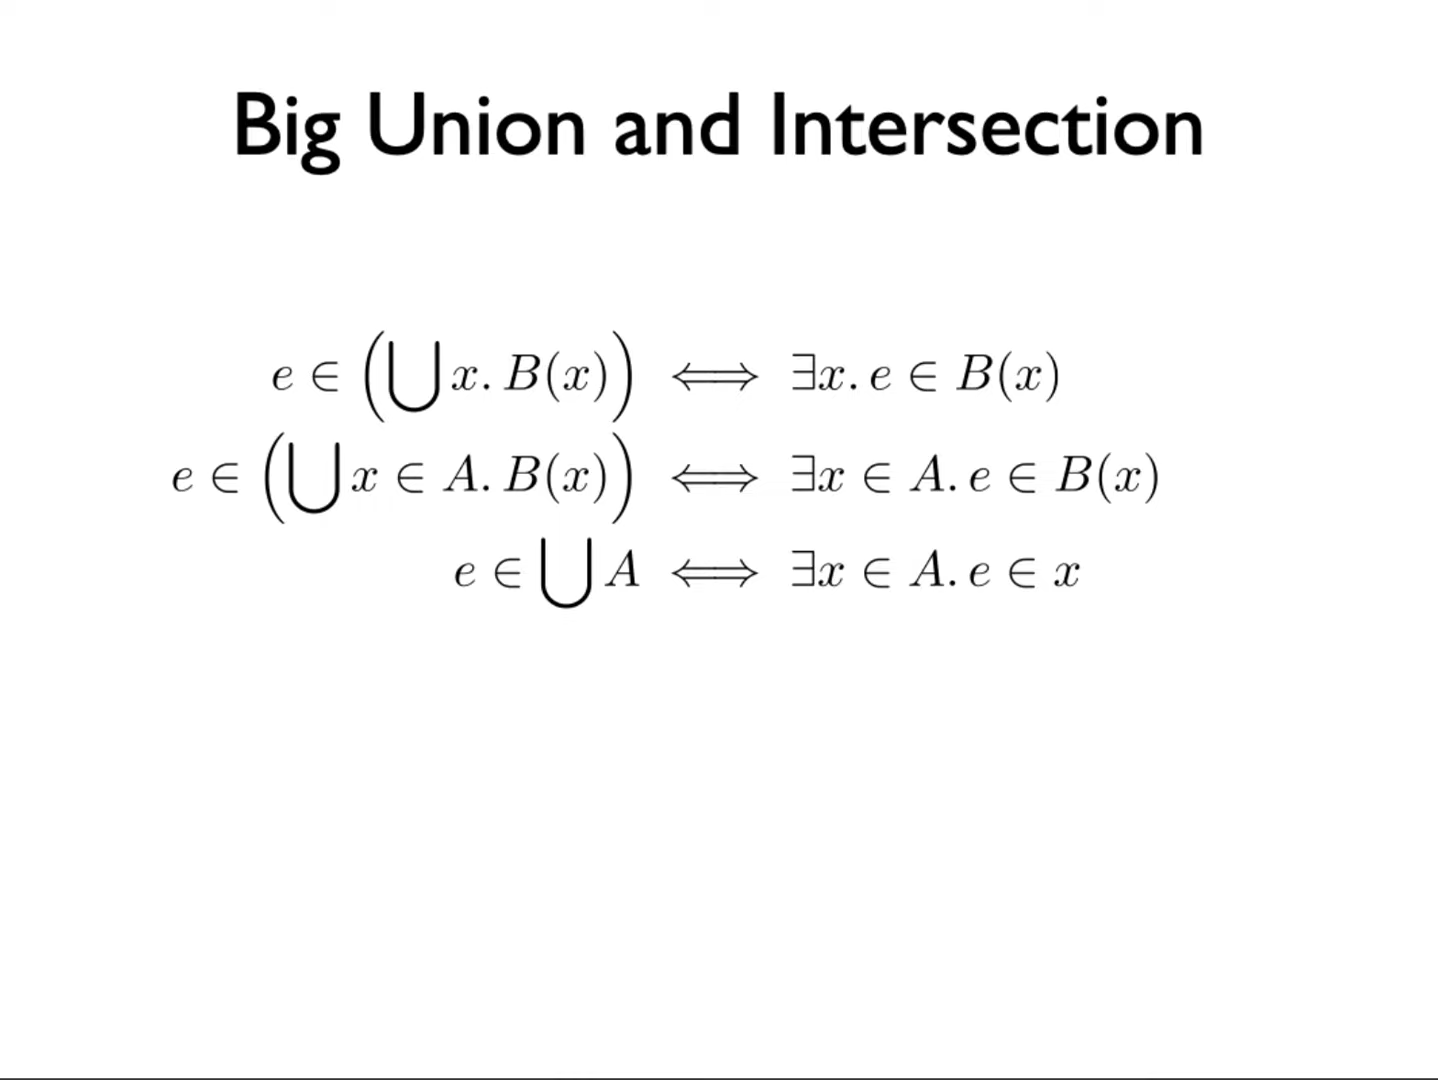 Big Union and Intersection
e ∈ (⋃ x. B(x)) ⟺ ∃x. e ∈ B(x)
e ∈ (⋃ x ∈ A. B(x)) ⟺ ∃x ∈ A. e ∈ B(x)
e ∈ ⋃ A ⟺ ∃x ∈ A. e ∈ x